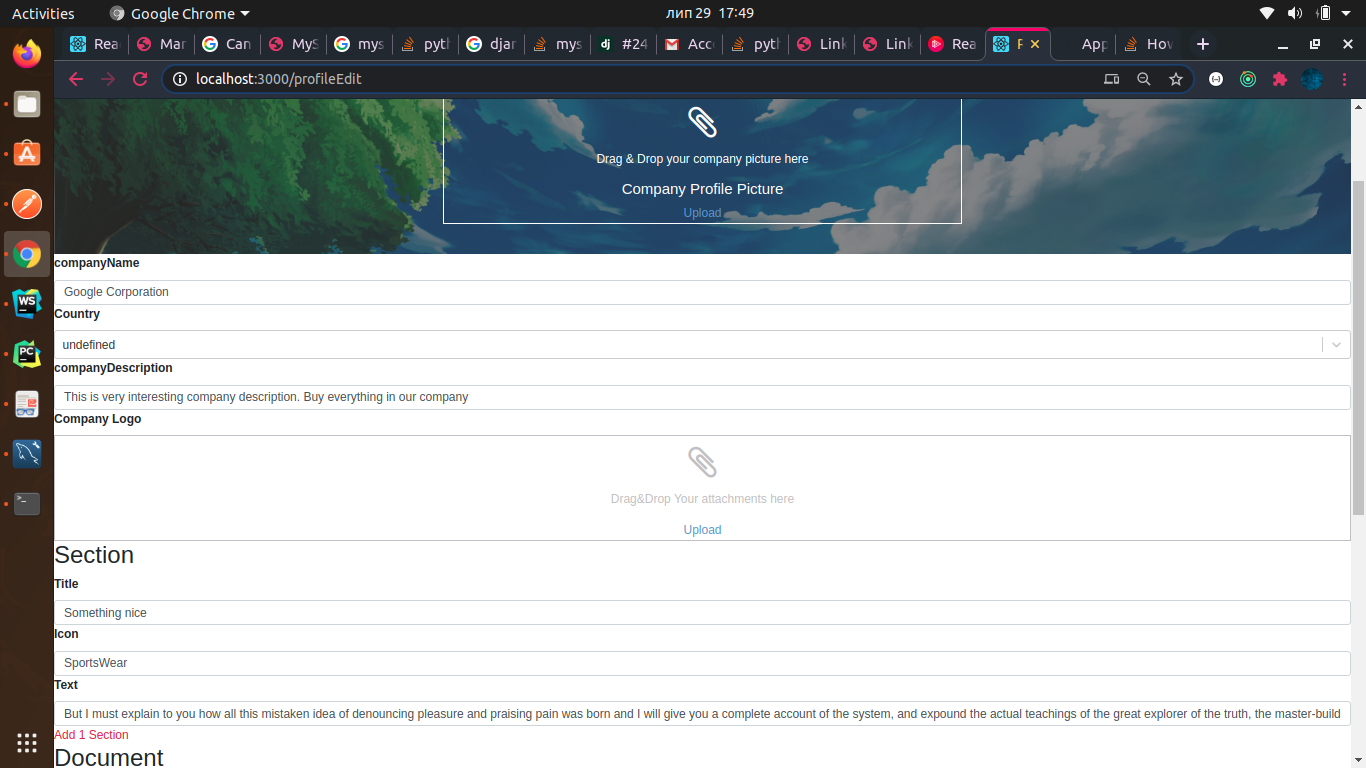 Activities
Google Chrome
лип 29 17:49
Rea
Mar
Can
MyS
mys
pyth
djar
mys
#24
Acc
pyth
Link
Link
Rea
App
How
localhost:3000/profileEdit
Drag & Drop your company picture here
Company Profile Picture
Upload
companyName
Google Corporation
Country
undefined
companyDescription
This is very interesting company description. Buy everything in our company
Company Logo
Drag&Drop Your attachments here
Upload
Section
Title
Something nice
Icon
SportsWear
Text
But I must explain to you how all this mistaken idea of denouncing pleasure and praising pain was born and I will give you a complete account of the system, and expound the actual teachings of the great explorer of the truth, the master-build
Add 1 Section
Document